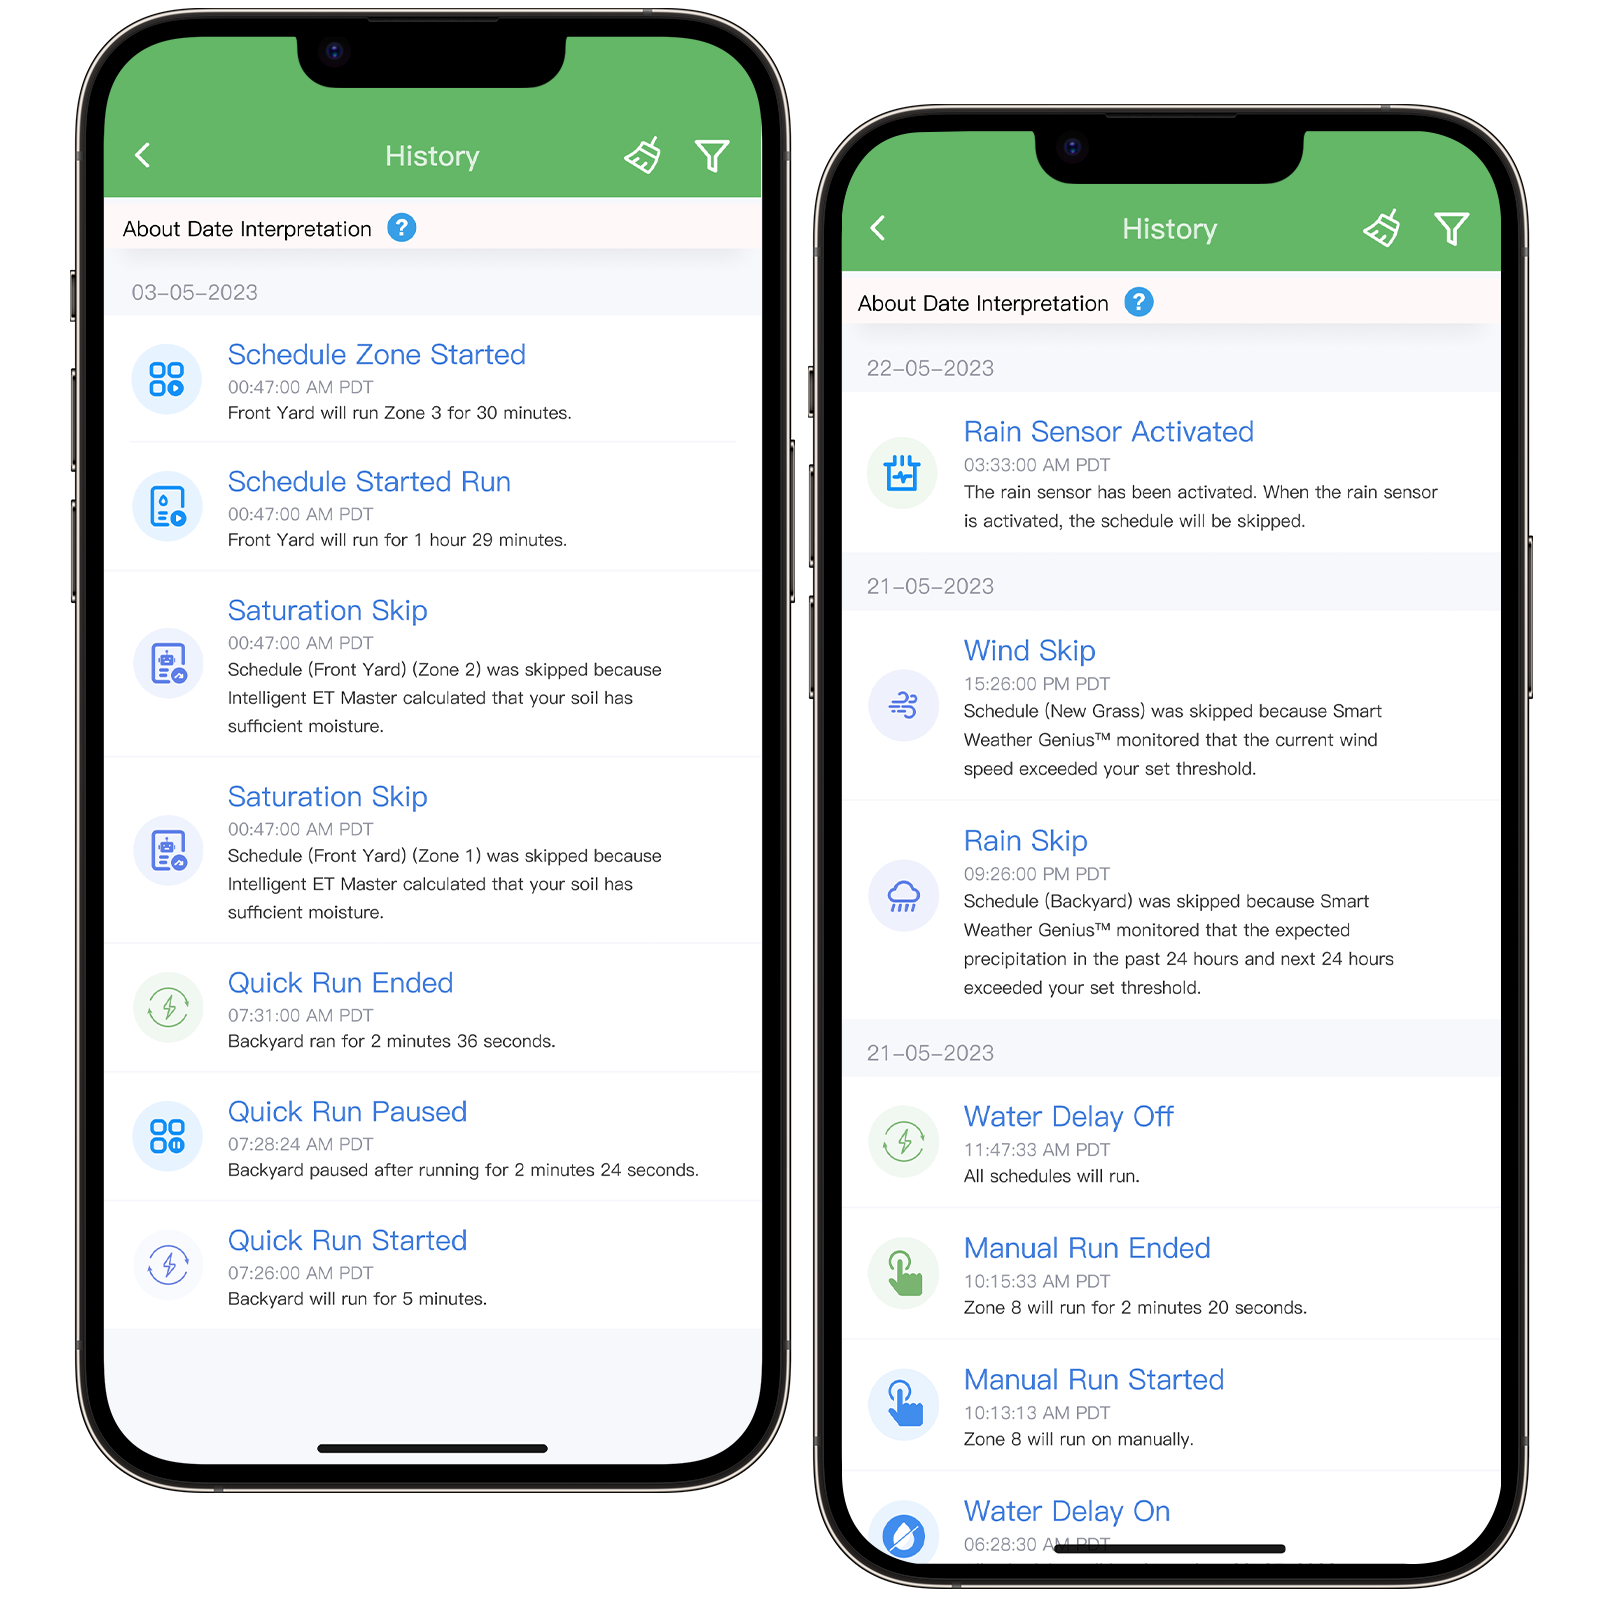 History
About Date Interpretation ?
03-05-2023
Schedule Zone Started
00:47:00 AM PDT
Front Yard will run Zone 3 for 30 minutes.
Schedule Started Run
00:47:00 AM PDT
Front Yard will run for 1 hour 29 minutes.
Saturation Skip
00:47:00 AM PDT
Schedule (Front Yard) (Zone 2) was skipped because
Intelligent ET Master calculated that your soil has
sufficient moisture.
Saturation Skip
00:47:00 AM PDT
Schedule (Front Yard) (Zone 1) was skipped because
Intelligent ET Master calculated that your soil has
sufficient moisture.
Quick Run Ended
07:31:00 AM PDT
Backyard ran for 2 minutes 36 seconds.
Quick Run Paused
07:28:24 AM PDT
Backyard paused after running for 2 minutes 24 seconds.
Quick Run Started
07:26:00 AM PDT
Backyard will run for 5 minutes.
History
About Date Interpretation ?
22-05-2023
Rain Sensor Activated
03:33:00 AM PDT
The rain sensor has been activated. When the rain sensor
is activated, the schedule will be skipped.
21-05-2023
Wind Skip
15:26:00 PM PDT
Schedule (New Grass) was skipped because Smart
Weather Genius™ monitored that the current wind
speed exceeded your set threshold.
Rain Skip
09:26:00 PM PDT
Schedule (Backyard) was skipped because Smart
Weather Genius™ monitored that the expected
precipitation in the past 24 hours and next 24 hours
exceeded your set threshold.
21-05-2023
Water Delay Off
11:47:33 AM PDT
All schedules will run.
Manual Run Ended
10:15:33 AM PDT
Zone 8 will run for 2 minutes 20 seconds.
Manual Run Started
10:13:13 AM PDT
Zone 8 will run on manually.
Water Delay On
06:28:30 AM PDT